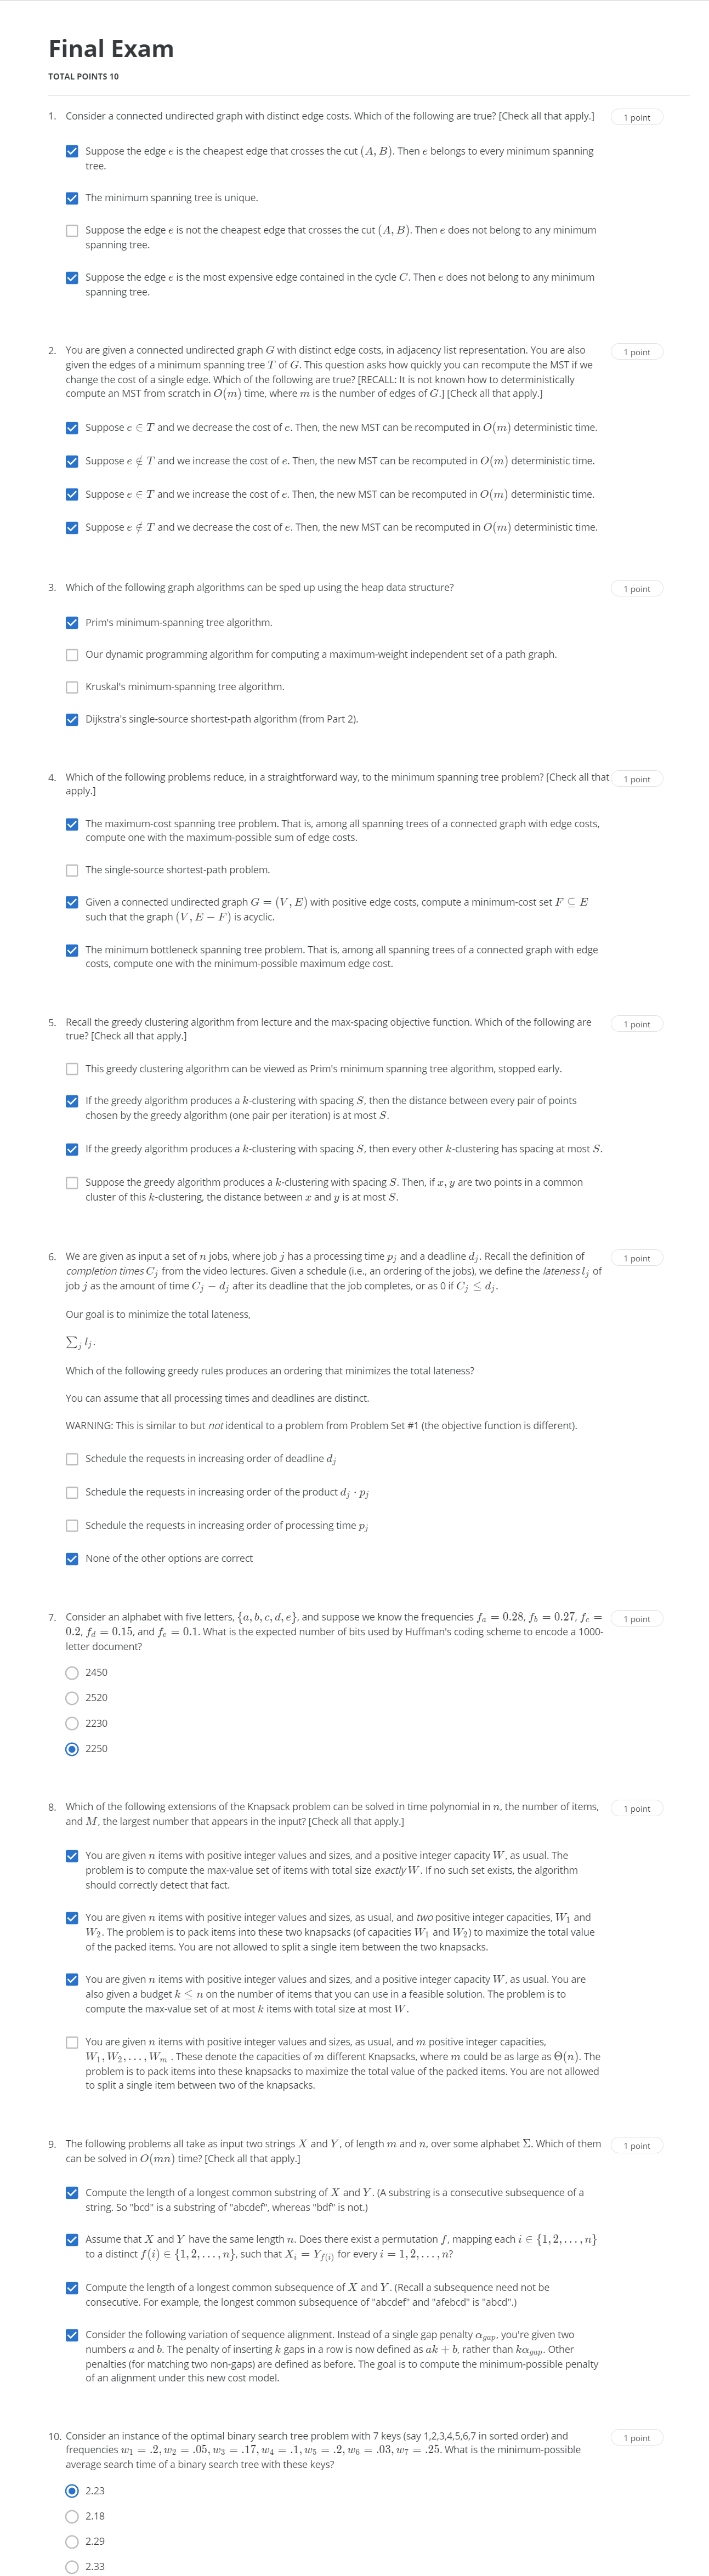 Final Exam
TOTAL POINTS 10
1. Consider a connected undirected graph with distinct edge costs. Which of the following are true? [Check all that apply.]
1 point
Suppose the edge e is the cheapest edge that crosses the cut (A, B). Then e belongs to every minimum spanning
tree.
The minimum spanning tree is unique.
Suppose the edge e is not the cheapest edge that crosses the cut (A, B). Then e does not belong to any minimum
spanning tree.
Suppose the edge e is the most expensive edge contained in the cycle C. Then e does not belong to any minimum
spanning tree.
2. You are given a connected undirected graph G with distinct edge costs, in adjacency list representation. You are also
1 point
given the edges of a minimum spanning tree T of G. This question asks how quickly you can recompute the MST if we
change the cost of a single edge. Which of the following are true? [RECALL: It is not known how to deterministically
compute an MST from scratch in O(m) time, where m is the number of edges of G.] [Check all that apply.]
Suppose e ∈ T and we decrease the cost of e. Then, the new MST can be recomputed in O(m) deterministic time.
Suppose e ∉ T and we increase the cost of e. Then, the new MST can be recomputed in O(m) deterministic time.
Suppose e ∈ T and we increase the cost of e. Then, the new MST can be recomputed in O(m) deterministic time.
Suppose e ∉ T and we decrease the cost of e. Then, the new MST can be recomputed in O(m) deterministic time.
3. Which of the following graph algorithms can be sped up using the heap data structure?
1 point
Prim's minimum-spanning tree algorithm.
Our dynamic programming algorithm for computing a maximum-weight independent set of a path graph.
Kruskal's minimum-spanning tree algorithm.
Dijkstra's single-source shortest-path algorithm (from Part 2).
4. Which of the following problems reduce, in a straightforward way, to the minimum spanning tree problem? [Check all that
1 point
apply.]
The maximum-cost spanning tree problem. That is, among all spanning trees of a connected graph with edge costs,
compute one with the maximum-possible sum of edge costs.
The single-source shortest-path problem.
Given a connected undirected graph G = (V, E) with positive edge costs, compute a minimum-cost set F ⊆ E
such that the graph (V, E − F) is acyclic.
The minimum bottleneck spanning tree problem. That is, among all spanning trees of a connected graph with edge
costs, compute one with the minimum-possible maximum edge cost.
5. Recall the greedy clustering algorithm from lecture and the max-spacing objective function. Which of the following are
1 point
true? [Check all that apply.]
This greedy clustering algorithm can be viewed as Prim's minimum spanning tree algorithm, stopped early.
If the greedy algorithm produces a k-clustering with spacing S, then the distance between every pair of points
chosen by the greedy algorithm (one pair per iteration) is at most S.
If the greedy algorithm produces a k-clustering with spacing S, then every other k-clustering has spacing at most S.
Suppose the greedy algorithm produces a k-clustering with spacing S. Then, if x, y are two points in a common
cluster of this k-clustering, the distance between x and y is at most S.
6. We are given as input a set of n jobs, where job j has a processing time pⱼ and a deadline dⱼ. Recall the definition of
1 point
completion times Cⱼ from the video lectures. Given a schedule (i.e., an ordering of the jobs), we define the lateness lⱼ of
job j as the amount of time Cⱼ − dⱼ after its deadline that the job completes, or as 0 if Cⱼ ≤ dⱼ.
Our goal is to minimize the total lateness,
∑ⱼ lⱼ.
Which of the following greedy rules produces an ordering that minimizes the total lateness?
You can assume that all processing times and deadlines are distinct.
WARNING: This is similar to but not identical to a problem from Problem Set #1 (the objective function is different).
Schedule the requests in increasing order of deadline dⱼ
Schedule the requests in increasing order of the product dⱼ · pⱼ
Schedule the requests in increasing order of processing time pⱼ
None of the other options are correct
7. Consider an alphabet with five letters, {a, b, c, d, e}, and suppose we know the frequencies f_a = 0.28, f_b = 0.27, f_c =
1 point
0.2, f_d = 0.15, and f_e = 0.1. What is the expected number of bits used by Huffman's coding scheme to encode a 1000-
letter document?
2450
2520
2230
2250
8. Which of the following extensions of the Knapsack problem can be solved in time polynomial in n, the number of items,
1 point
and M, the largest number that appears in the input? [Check all that apply.]
You are given n items with positive integer values and sizes, and a positive integer capacity W, as usual. The
problem is to compute the max-value set of items with total size exactly W. If no such set exists, the algorithm
should correctly detect that fact.
You are given n items with positive integer values and sizes, as usual, and two positive integer capacities, W₁ and
W₂. The problem is to pack items into these two knapsacks (of capacities W₁ and W₂) to maximize the total value
of the packed items. You are not allowed to split a single item between the two knapsacks.
You are given n items with positive integer values and sizes, and a positive integer capacity W, as usual. You are
also given a budget k ≤ n on the number of items that you can use in a feasible solution. The problem is to
compute the max-value set of at most k items with total size at most W.
You are given n items with positive integer values and sizes, as usual, and m positive integer capacities,
W₁, W₂, . . . , Wₘ . These denote the capacities of m different Knapsacks, where m could be as large as Θ(n). The
problem is to pack items into these knapsacks to maximize the total value of the packed items. You are not allowed
to split a single item between two of the knapsacks.
9. The following problems all take as input two strings X and Y, of length m and n, over some alphabet Σ. Which of them
1 point
can be solved in O(mn) time? [Check all that apply.]
Compute the length of a longest common substring of X and Y. (A substring is a consecutive subsequence of a
string. So "bcd" is a substring of "abcdef", whereas "bdf" is not.)
Assume that X and Y have the same length n. Does there exist a permutation f, mapping each i ∈ {1, 2, . . . , n}
to a distinct f(i) ∈ {1, 2, . . . , n}, such that Xᵢ = Y_f(i) for every i = 1, 2, . . . , n?
Compute the length of a longest common subsequence of X and Y. (Recall a subsequence need not be
consecutive. For example, the longest common subsequence of "abcdef" and "afebcd" is "abcd".)
Consider the following variation of sequence alignment. Instead of a single gap penalty α_gap, you're given two
numbers a and b. The penalty of inserting k gaps in a row is now defined as ak + b, rather than kα_gap. Other
penalties (for matching two non-gaps) are defined as before. The goal is to compute the minimum-possible penalty
of an alignment under this new cost model.
10. Consider an instance of the optimal binary search tree problem with 7 keys (say 1,2,3,4,5,6,7 in sorted order) and
1 point
frequencies w₁ = .2, w₂ = .05, w₃ = .17, w₄ = .1, w₅ = .2, w₆ = .03, w₇ = .25. What is the minimum-possible
average search time of a binary search tree with these keys?
2.23
2.18
2.29
2.33